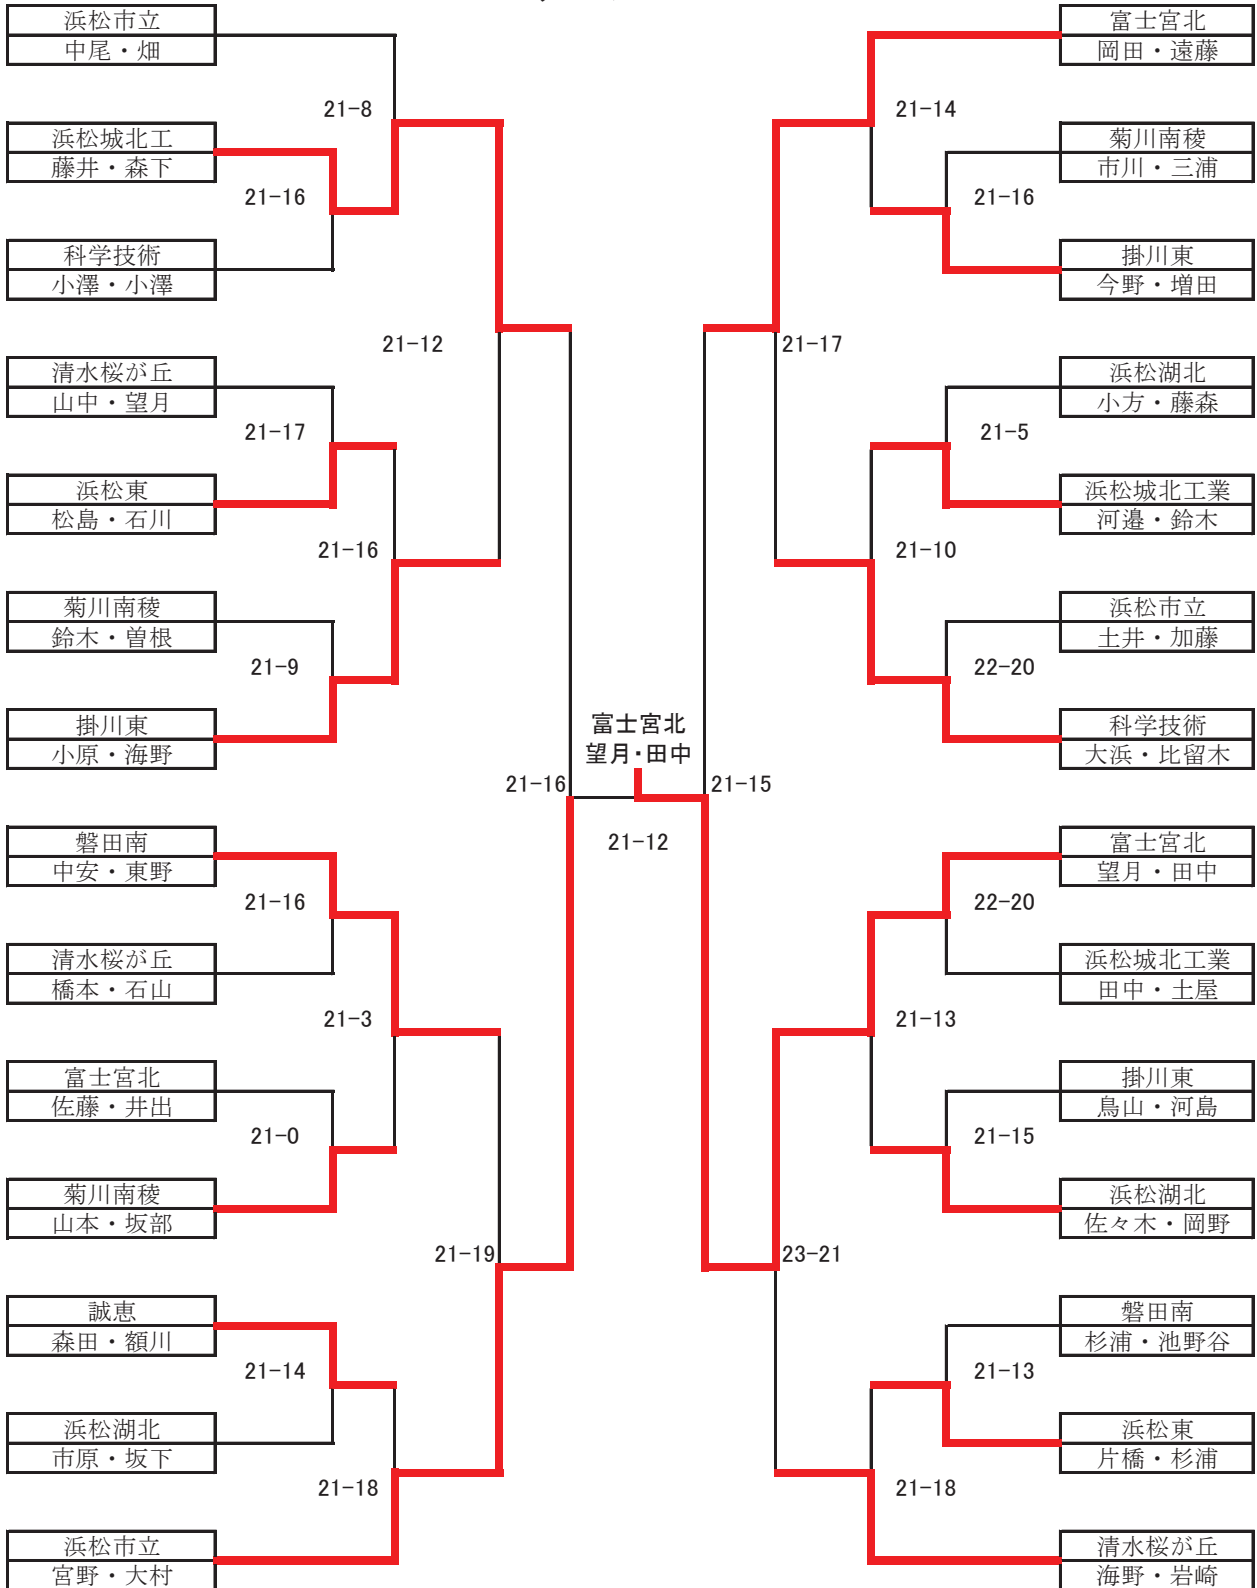 浜松市立
中尾・畑
21-8
浜松城北工
藤井・森下
21-16
科学技術
小澤・小澤
21-12
清水桜が丘
山中・望月
21-17
浜松東
松島・石川
21-16
菊川南稜
鈴木・曽根
21-9
掛川東
小原・海野
21-16
磐田南
中安・東野
21-16
清水桜が丘
橋本・石山
21-3
富士宮北
佐藤・井出
21-0
菊川南稜
山本・坂部
21-19
誠恵
森田・額川
21-14
浜松湖北
市原・坂下
21-18
浜松市立
宮野・大村
富士宮北
望月・田中
21-12
富士宮北
岡田・遠藤
21-14
菊川南稜
市川・三浦
21-16
掛川東
今野・増田
21-17
浜松湖北
小方・藤森
21-5
浜松城北工業
河邉・鈴木
21-10
浜松市立
土井・加藤
22-20
科学技術
大浜・比留木
21-15
富士宮北
望月・田中
22-20
浜松城北工業
田中・土屋
21-13
掛川東
鳥山・河島
21-15
浜松湖北
佐々木・岡野
23-21
磐田南
杉浦・池野谷
21-13
浜松東
片橋・杉浦
21-18
清水桜が丘
海野・岩崎